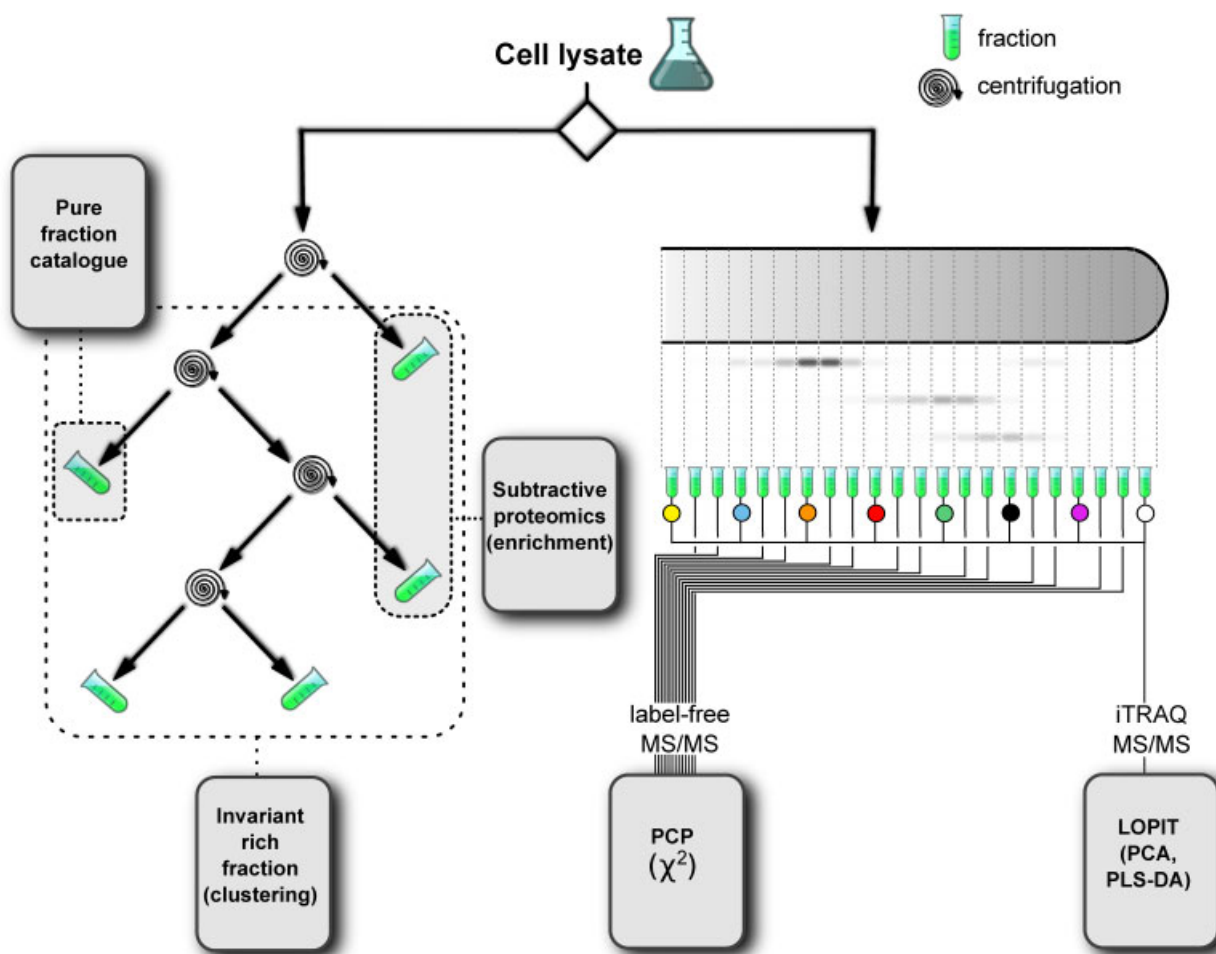 Cell lysate
fraction
centrifugation
Pure
fraction
catalogue
Subtractive
proteomics
(enrichment)
label-free
MS/MS
iTRAQ
MS/MS
Invariant
rich
fraction
(clustering)
PCP
(χ²)
LOPIT
(PCA,
PLS-DA)